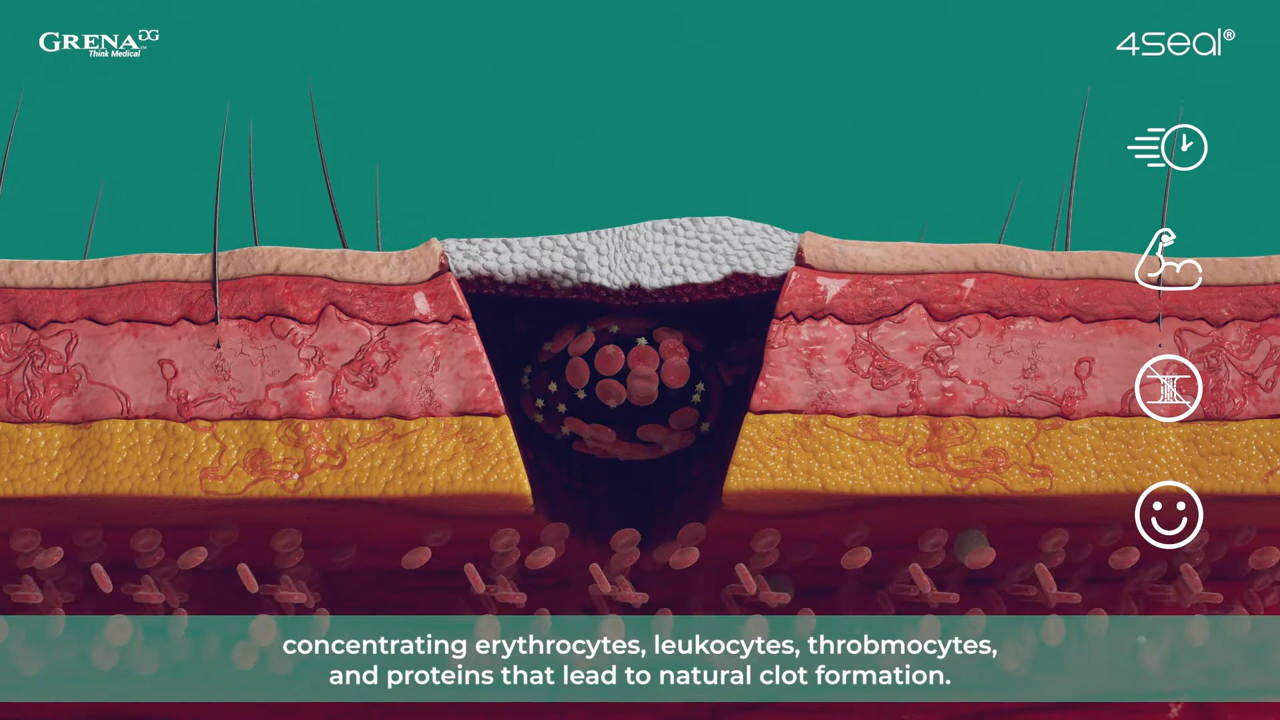 GRENA
Think Medical
4Seal®
concentrating erythrocytes, leukocytes, throbmocytes,
and proteins that lead to natural clot formation.